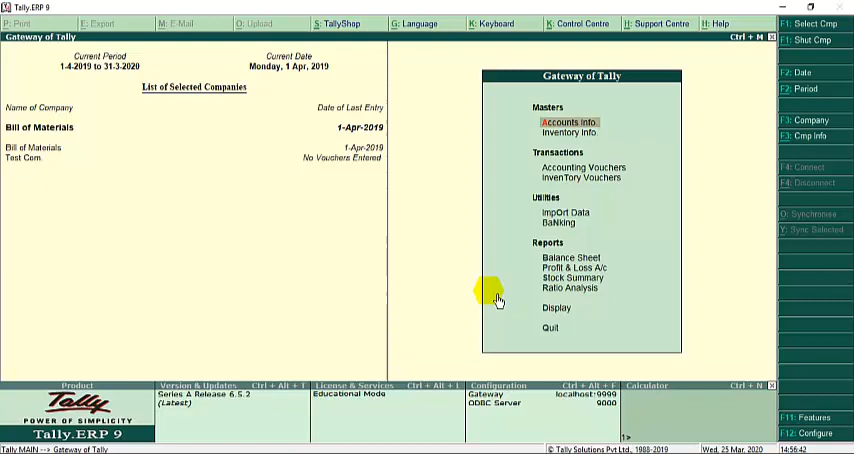 Tally.ERP 9
P: Print E: Export M: E-Mail O: Upload S: TallyShop G: Language K: Keyboard K: Control Centre H: Support Centre H: Help
Gateway of Tally Ctrl + M
Current Period Current Date
1-4-2019 to 31-3-2020 Monday, 1 Apr, 2019
List of Selected Companies
Name of Company Date of Last Entry
Bill of Materials 1-Apr-2019
Bill of Materials 1-Apr-2019
Test Com. No Vouchers Entered
Gateway of Tally
Masters
Accounts Info.
Inventory Info.
Transactions
Accounting Vouchers
InvenTory Vouchers
Utilities
ImpOrt Data
BaNking
Reports
Balance Sheet
Profit & Loss A/c
Stock Summary
Ratio Analysis
Display
Quit
F1: Select Cmp
F1: Shut Cmp
F2: Date
F2: Period
F3: Company
F3: Cmp Info
F4: Connect
F4: Disconnect
O: Synchronise
Y: Sync Selected
F11: Features
F12: Configure
Product
Tally
POWER OF SIMPLICITY
Tally.ERP 9
Version & Updates Ctrl + Alt + T
Series A Release 6.5.2
(Latest)
License & Services Ctrl + Alt + L
Educational Mode
Configuration Ctrl + Alt + F
Gateway localhost:9999
ODBC Server 9000
Calculator Ctrl + N
1>
Tally MAIN --> Gateway of Tally © Tally Solutions Pvt Ltd., 1988-2019 Wed, 25 Mar, 2020 14:56:42